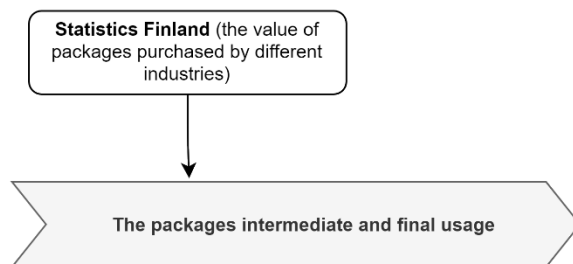 Statistics Finland (the value of
packages purchased by different
industries)
The packages intermediate and final usage